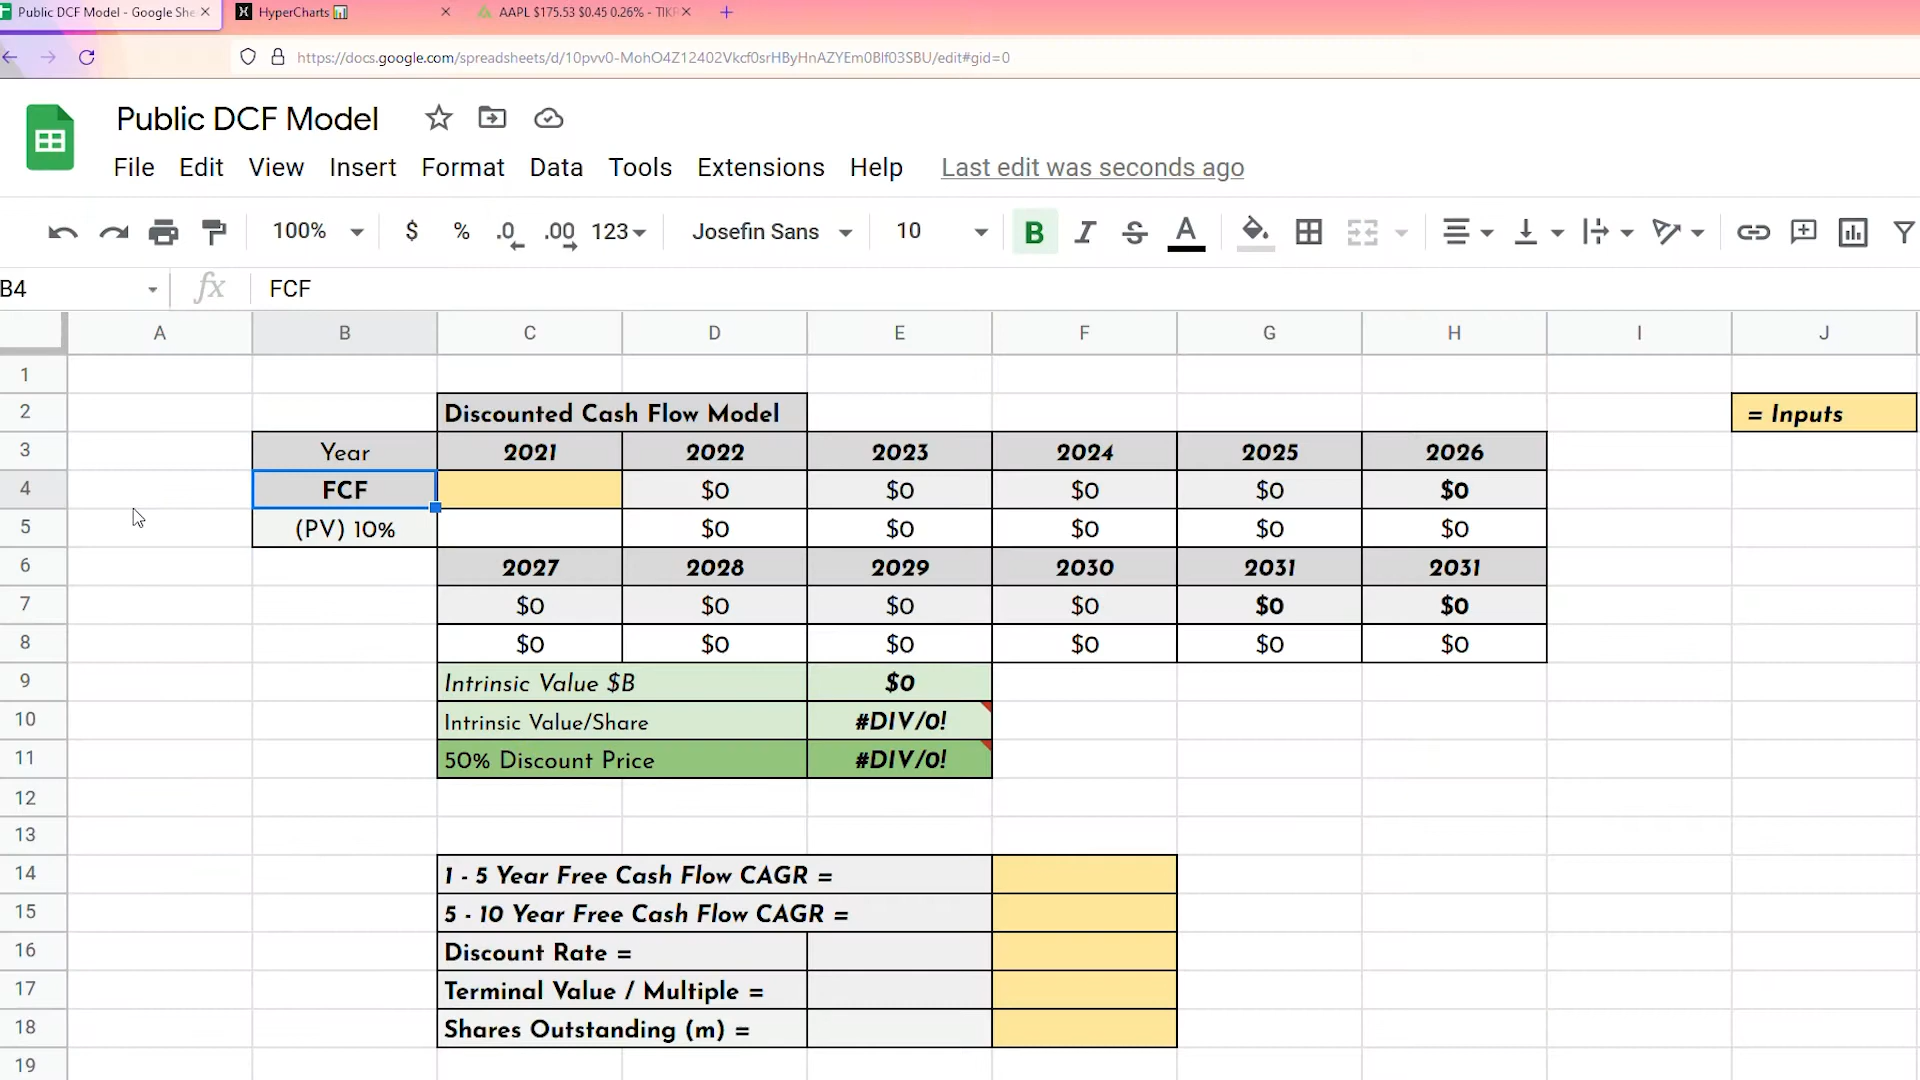 Public DCF Model - Google She
HyperCharts
AAPL $175.53 $0.45 0.26% - TIKR
https://docs.google.com/spreadsheets/d/10pvv0-MohO4Z12402Vkcf0srHByHnAZYEm0Blf03SBU/edit#gid=0
Public DCF Model
File Edit View Insert Format Data Tools Extensions Help Last edit was seconds ago
100% $ % .0 .00 123 Josefin Sans 10 B I S A
B4 fx FCF
A B C D E F G H I J
1
2 Discounted Cash Flow Model = Inputs
3 Year 2021 2022 2023 2024 2025 2026
4 FCF $0 $0 $0 $0 $0
5 (PV) 10% $0 $0 $0 $0 $0
6 2027 2028 2029 2030 2031 2031
7 $0 $0 $0 $0 $0 $0
8 $0 $0 $0 $0 $0 $0
9 Intrinsic Value $B $0
10 Intrinsic Value/Share #DIV/0!
11 50% Discount Price #DIV/0!
12
13
14 1 - 5 Year Free Cash Flow CAGR =
15 5 - 10 Year Free Cash Flow CAGR =
16 Discount Rate =
17 Terminal Value / Multiple =
18 Shares Outstanding (m) =
19